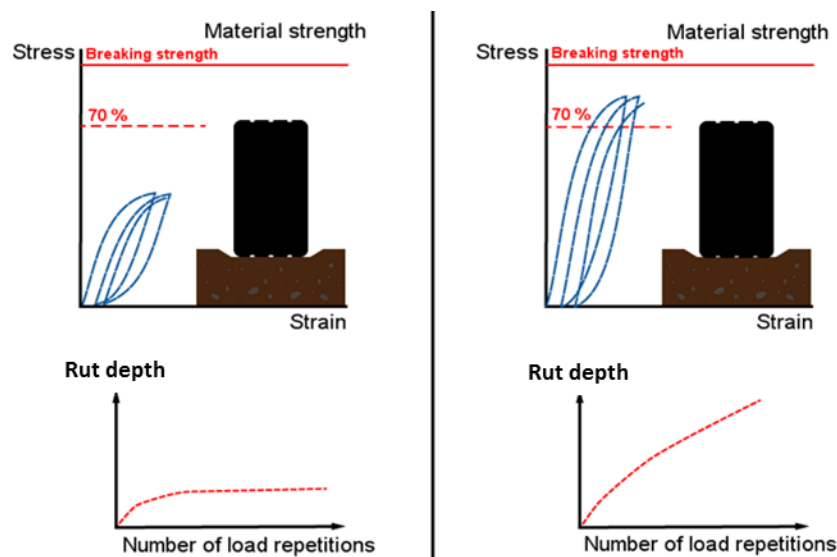 Material strength
Stress
Breaking strength
70 %
Strain
Rut depth
Number of load repetitions
Material strength
Stress
Breaking strength
70 %
Strain
Rut depth
Number of load repetitions